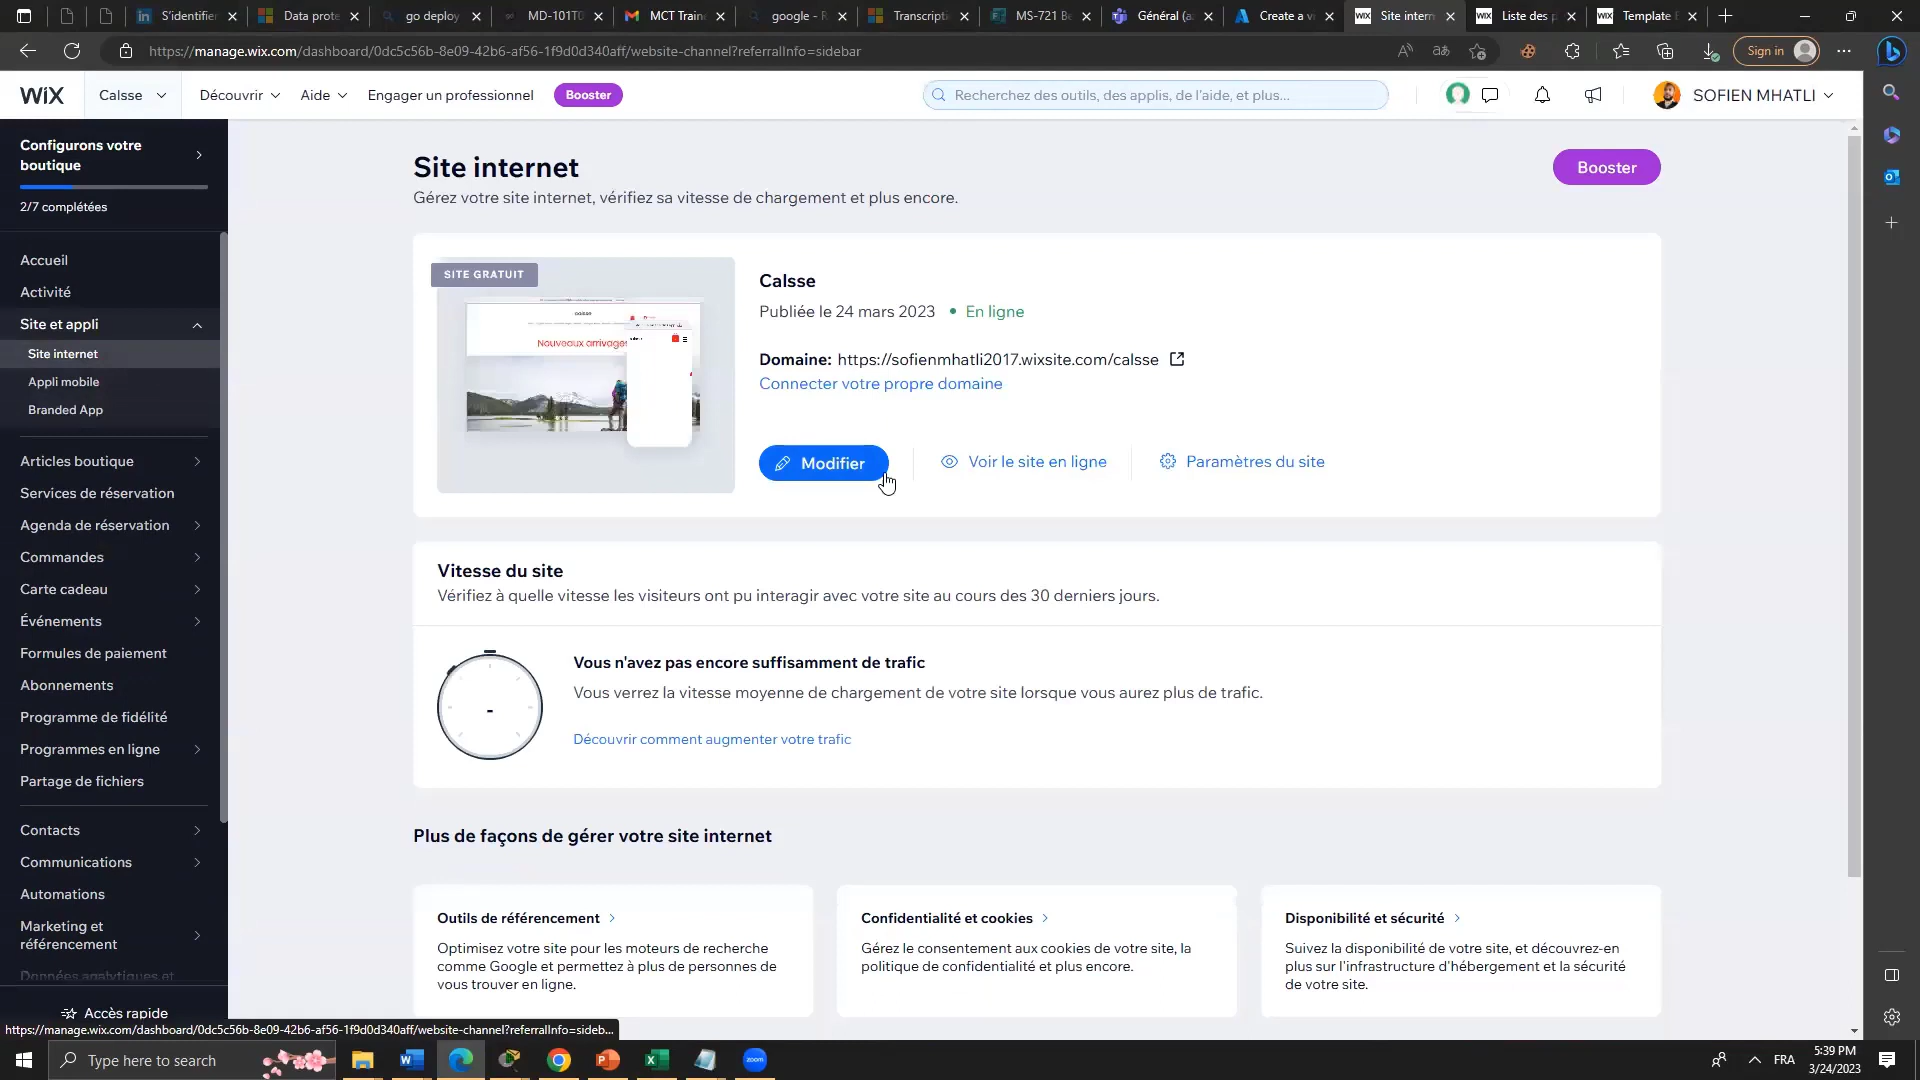 S'identifier
Data prote
go deploy
MD-101T0
MCT Train
google - R
Transcripti
MS-721 Be
Général (a
Create a vi
Site intern
Liste des p
Template F
https://manage.wix.com/dashboard/0dc5c56b-8e09-42b6-af56-1f9d0d340aff/website-channel?referralInfo=sidebar
Sign in
WIX
Calsse
Découvrir
Aide
Engager un professionnel
Booster
Recherchez des outils, des applis, de l'aide, et plus...
SOFIEN MHATLI
Configurons votre
boutique
2/7 complétées
Accueil
Activité
Site et appli
Site internet
Appli mobile
Branded App
Articles boutique
Services de réservation
Agenda de réservation
Commandes
Carte cadeau
Événements
Formules de paiement
Abonnements
Programme de fidélité
Programmes en ligne
Partage de fichiers
Contacts
Communications
Automations
Marketing et
référencement
Données analytiques et
Accès rapide
Site internet
Booster
Gérez votre site internet, vérifiez sa vitesse de chargement et plus encore.
SITE GRATUIT
Nouveaux arrivages
Calsse
Publiée le 24 mars 2023 • En ligne
Domaine: https://sofienmhatli2017.wixsite.com/calsse
Connecter votre propre domaine
Modifier
Voir le site en ligne
Paramètres du site
Vitesse du site
Vérifiez à quelle vitesse les visiteurs ont pu interagir avec votre site au cours des 30 derniers jours.
Vous n'avez pas encore suffisamment de trafic
Vous verrez la vitesse moyenne de chargement de votre site lorsque vous aurez plus de trafic.
Découvrir comment augmenter votre trafic
Plus de façons de gérer votre site internet
Outils de référencement
Optimisez votre site pour les moteurs de recherche
comme Google et permettez à plus de personnes de
vous trouver en ligne.
Confidentialité et cookies
Gérez le consentement aux cookies de votre site, la
politique de confidentialité et plus encore.
Disponibilité et sécurité
Suivez la disponibilité de votre site, et découvrez-en
plus sur l'infrastructure d'hébergement et la sécurité
de votre site.
https://manage.wix.com/dashboard/0dc5c56b-8e09-42b6-af56-1f9d0d340aff/website-channel?referralInfo=sideb...
Type here to search
zoom
FRA
5:39 PM
3/24/2023